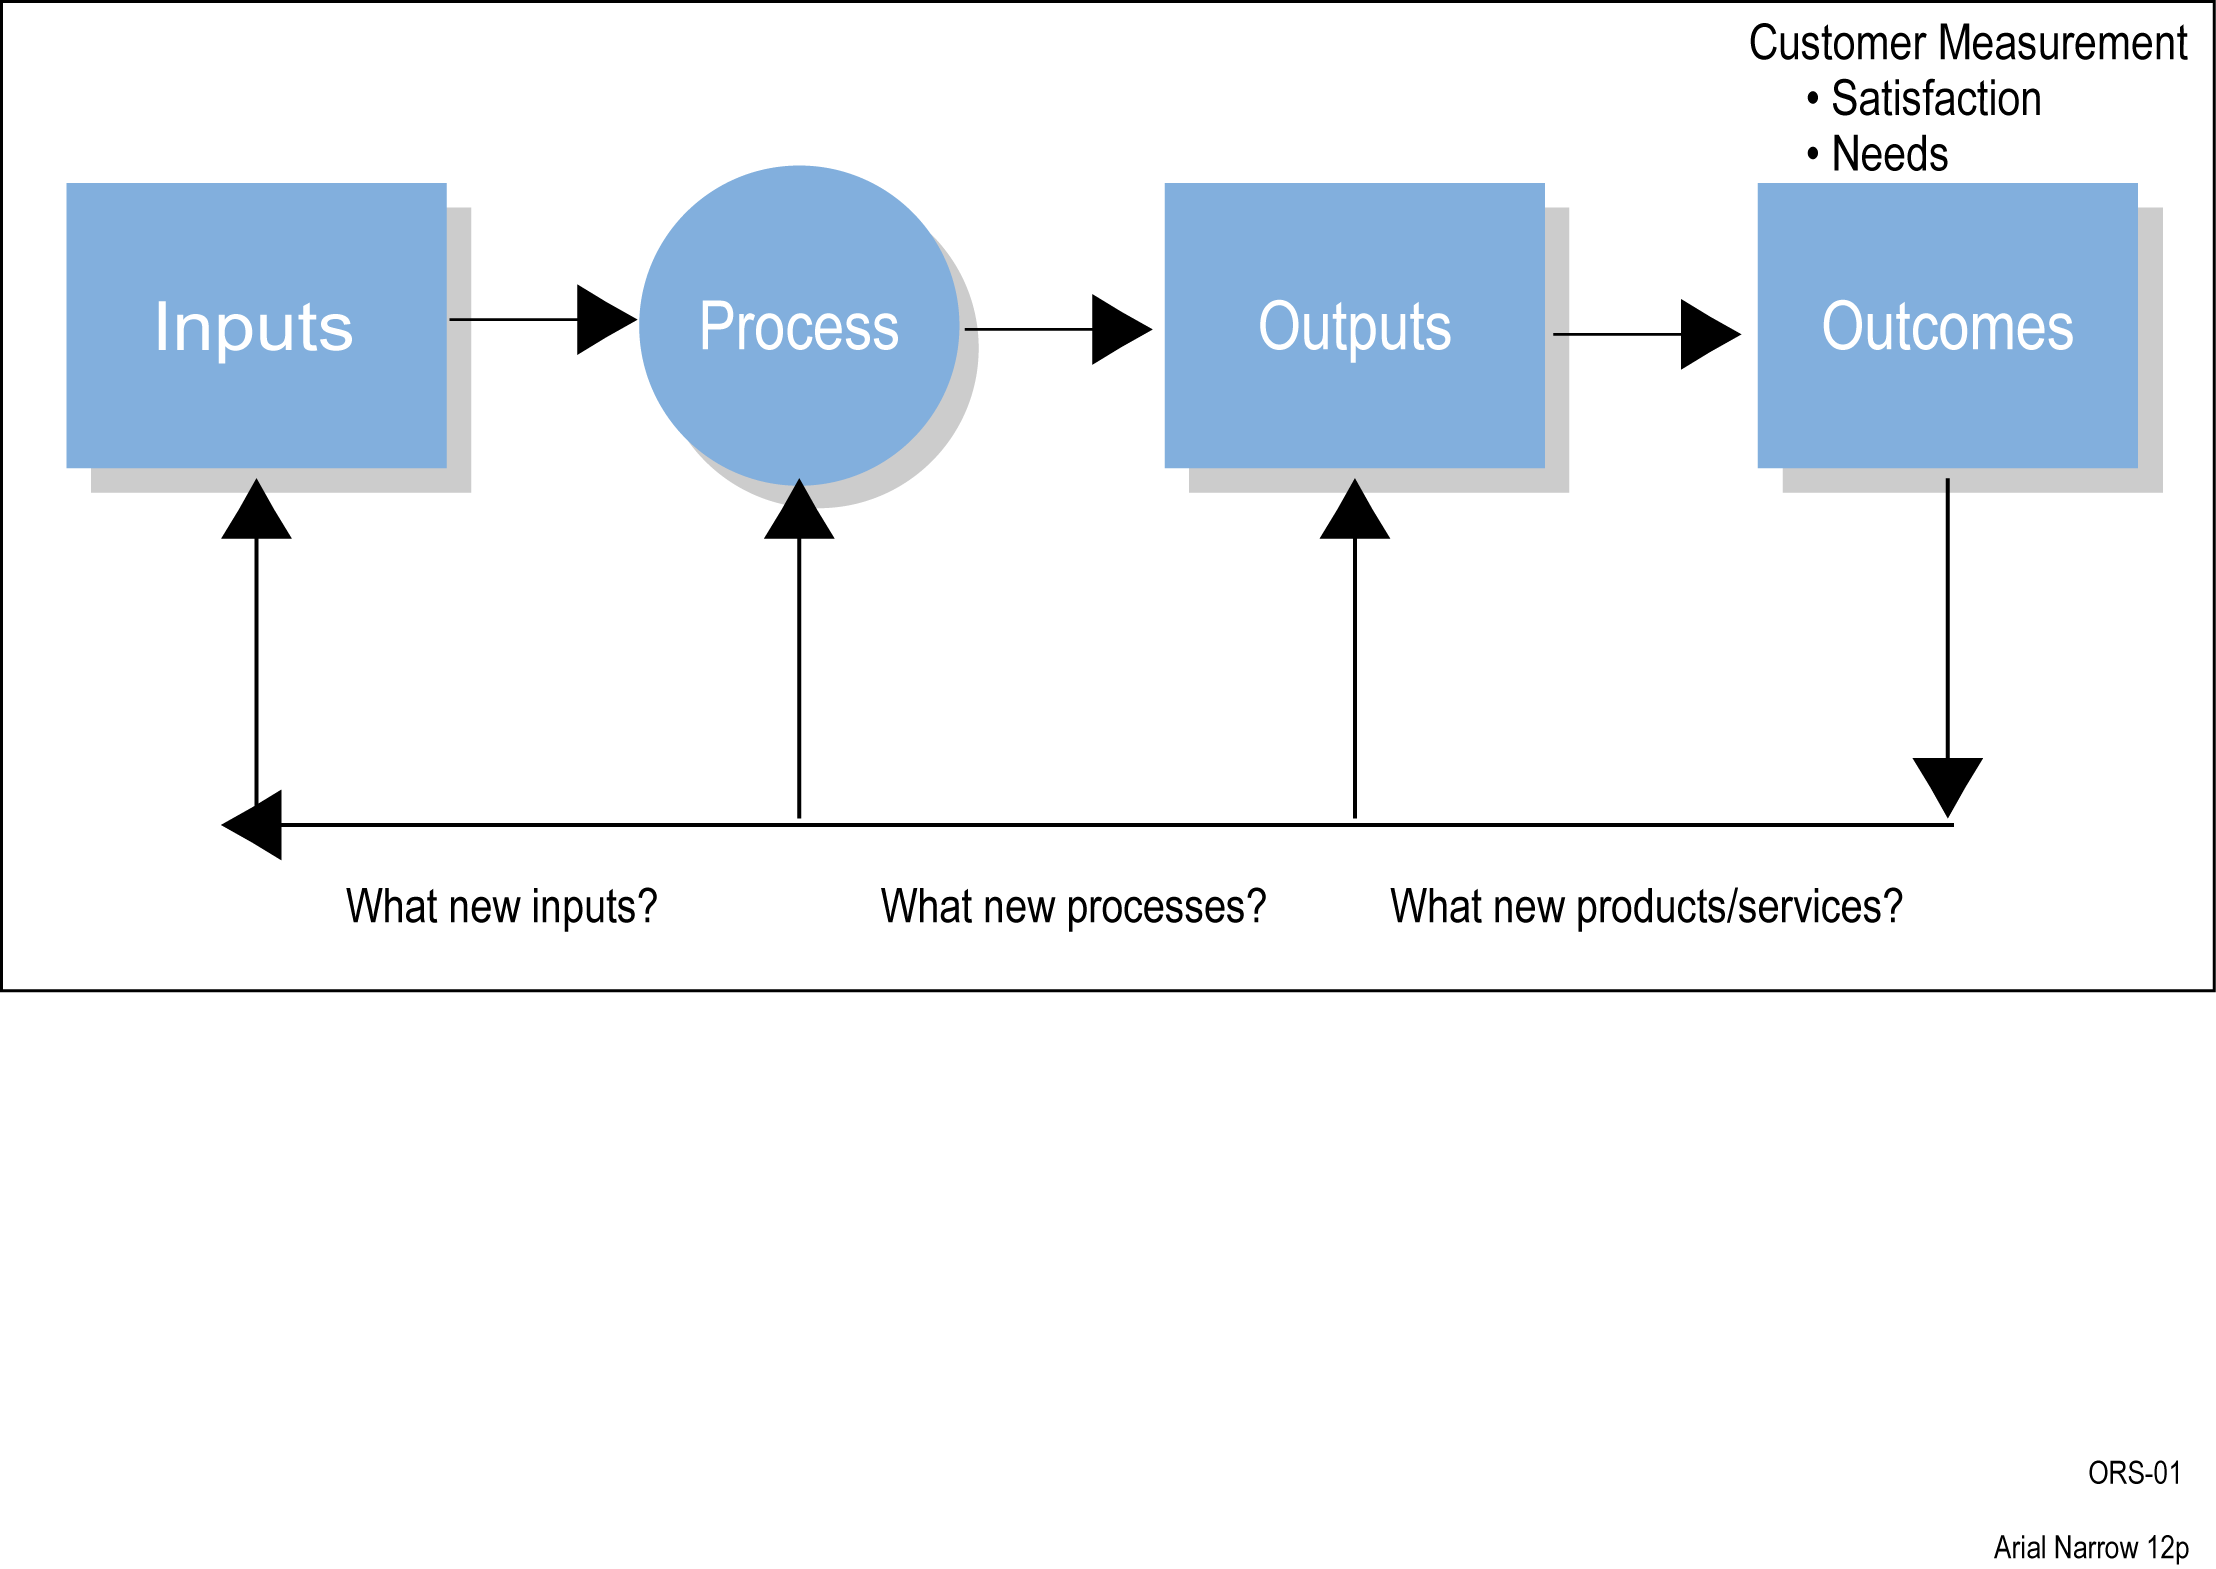 Customer Measurement
• Satisfaction
• Needs
Inputs
Process
Outputs
Outcomes
What new inputs?
What new processes?
What new products/services?
ORS-01
Arial Narrow 12p